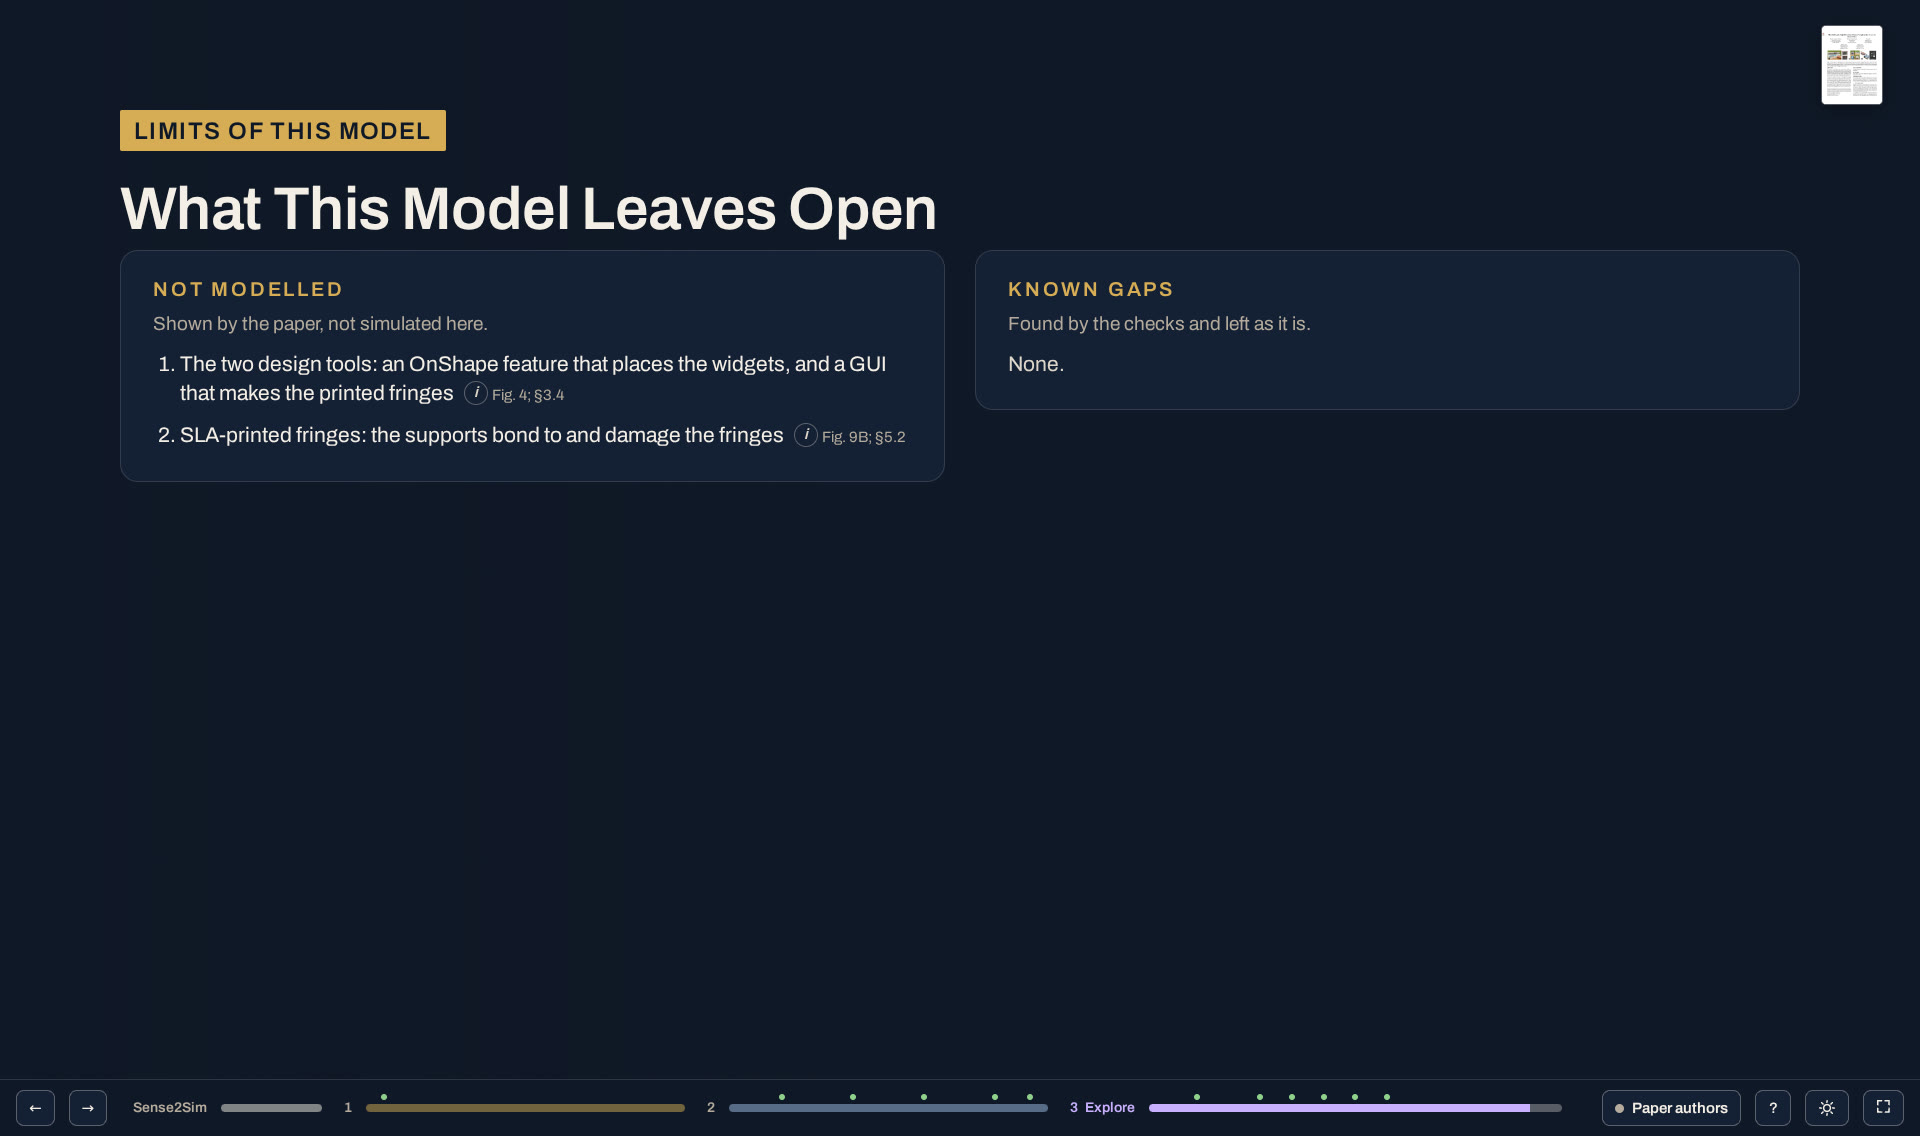 LIMITS OF THIS MODEL
What This Model Leaves Open
NOT MODELLED
Shown by the paper, not simulated here.
1. The two design tools: an OnShape feature that places the widgets, and a GUI
that makes the printed fringes i Fig. 4; §3.4
2. SLA-printed fringes: the supports bond to and damage the fringes i Fig. 9B; §5.2
KNOWN GAPS
Found by the checks and left as it is.
None.
← → Sense2Sim 1 2 3 Explore Paper authors ?